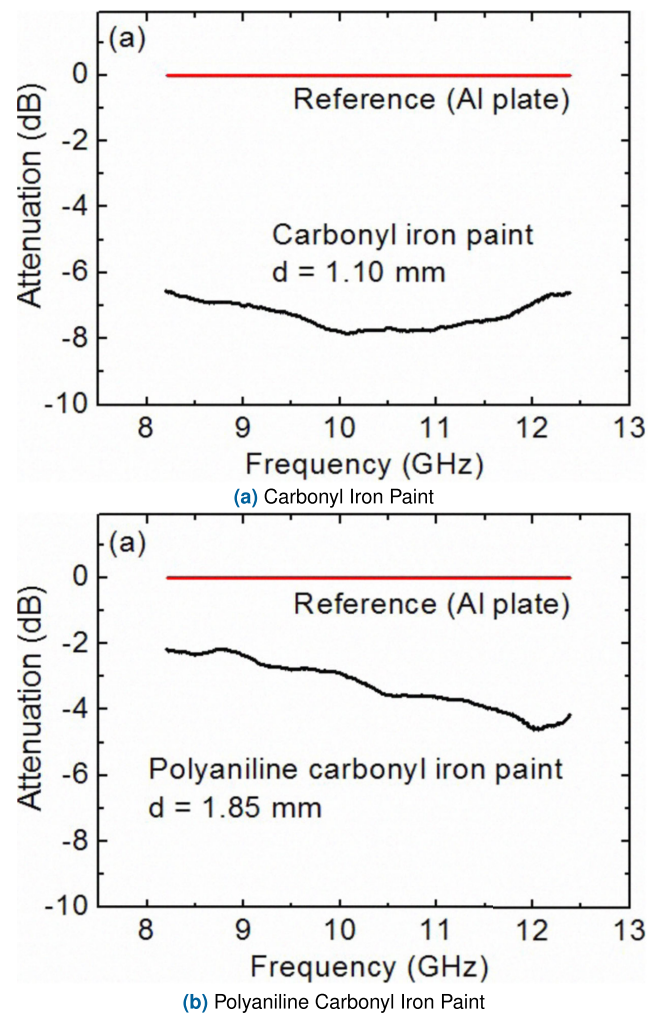 (a)
0
-2
-4
-6
-8
-10
Attenuation (dB)
Reference (Al plate)
Carbonyl iron paint
d = 1.10 mm
8 9 10 11 12 13
Frequency (GHz)
(a) Carbonyl Iron Paint
(a)
0
-2
-4
-6
-8
-10
Attenuation (dB)
Reference (Al plate)
Polyaniline carbonyl iron paint
d = 1.85 mm
8 9 10 11 12 13
Frequency (GHz)
(b) Polyaniline Carbonyl Iron Paint